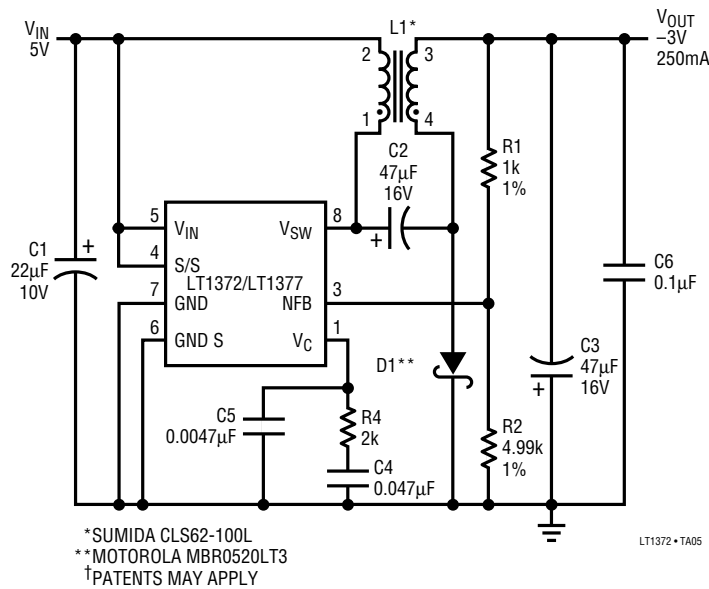 VIN
5V
L1*
VOUT
–3V
250mA
2
3
1
4
C2
47µF
16V
R1
1k
1%
C1
22µF
10V
+
5
VIN
VSW
8
+
4
S/S
LT1372/LT1377
7
GND
NFB
3
6
GND S
VC
1
C6
0.1µF
D1**
C3
47µF
16V
+
C5
0.0047µF
R4
2k
R2
4.99k
1%
C4
0.047µF
*SUMIDA CLS62-100L
**MOTOROLA MBR0520LT3
†PATENTS MAY APPLY
LT1372 • TA05